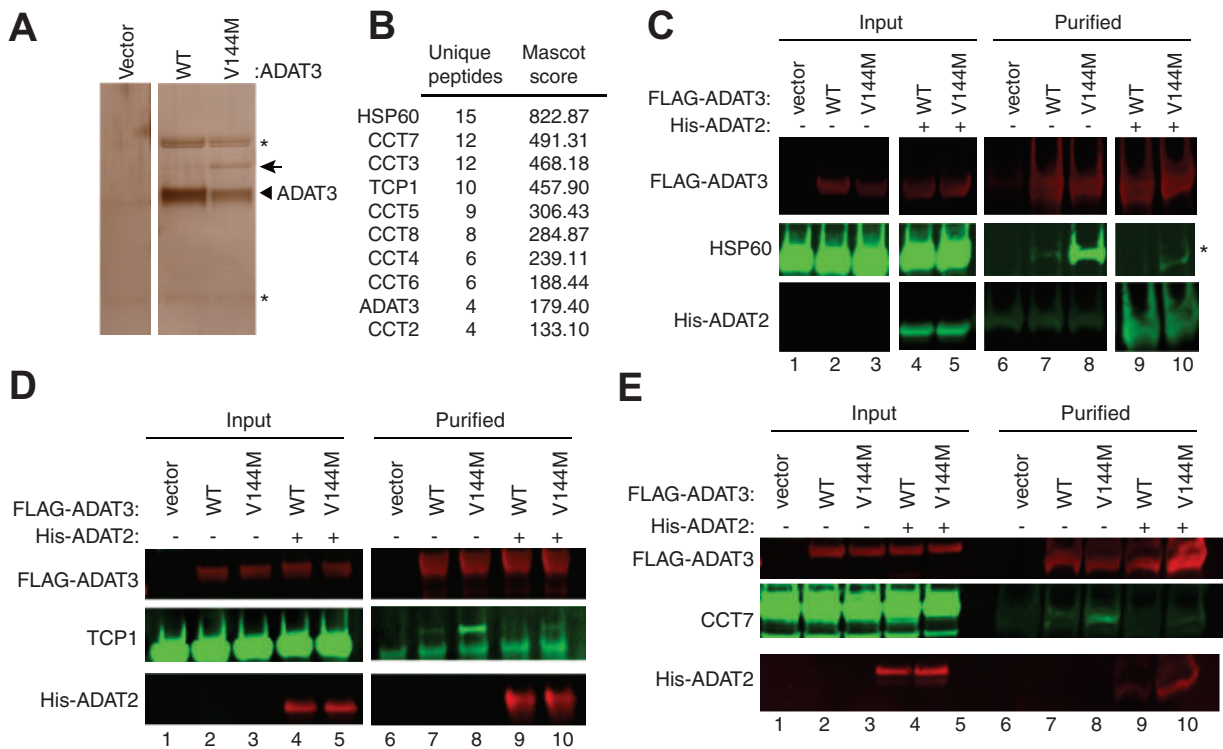 A
Vector
WT
V144M
:ADAT3
*
ADAT3
*
B
Unique peptides Mascot score
HSP60 15 822.87
CCT7 12 491.31
CCT3 12 468.18
TCP1 10 457.90
CCT5 9 306.43
CCT8 8 284.87
CCT4 6 239.11
CCT6 6 188.44
ADAT3 4 179.40
CCT2 4 133.10
C
Input Purified
FLAG-ADAT3: vector WT V144M WT V144M vector WT V144M WT V144M
His-ADAT2: - - - + + - - - + +
FLAG-ADAT3
HSP60 *
His-ADAT2
1 2 3 4 5 6 7 8 9 10
D
Input Purified
FLAG-ADAT3: vector WT V144M WT V144M vector WT V144M WT V144M
His-ADAT2: - - - + + - - - + +
FLAG-ADAT3
TCP1
His-ADAT2
1 2 3 4 5 6 7 8 9 10
E
Input Purified
FLAG-ADAT3: vector WT V144M WT V144M vector WT V144M WT V144M
His-ADAT2: - - - + + - - - + +
FLAG-ADAT3
CCT7
His-ADAT2
1 2 3 4 5 6 7 8 9 10